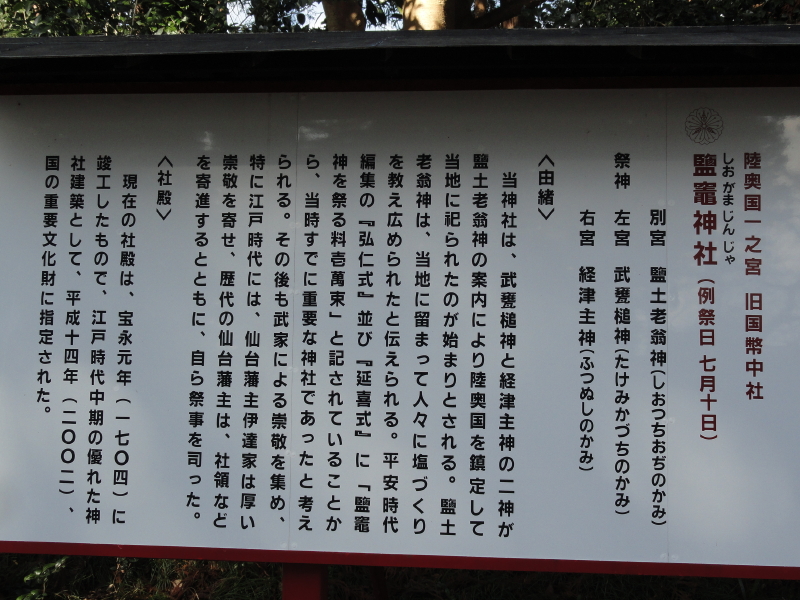 陸奥国一之宮 旧国幣中社
しおがまじんじゃ
鹽竈神社(例祭日 七月十日)
別宮 鹽土老翁神(しおつちおぢのかみ)
祭神 左宮 武甕槌神(たけみかづちのかみ)
右宮 経津主神(ふつぬしのかみ)
〈由緒〉
当神社は、武甕槌神と経津主神の二神が
鹽土老翁神の案内により陸奥国を鎮定して
当地に祀られたのが始まりとされる。鹽土
老翁神は、当地に留まって人々に塩づくり
を教え広められたと伝えられる。平安時代
編集の『弘仁式』並び『延喜式』に「鹽竈
神を祭る料壱萬束」と記されていることか
ら、当時すでに重要な神社であったと考え
られる。その後も武家による崇敬を集め、
特に江戸時代には、仙台藩主伊達家は厚い
崇敬を寄せ、歴代の仙台藩主は、社領など
を寄進するとともに、自ら祭事を司った。
〈社殿〉
現在の社殿は、宝永元年(一七〇四)に
竣工したもので、江戸時代中期の優れた神
社建築として、平成十四年(二〇〇二)、
国の重要文化財に指定された。